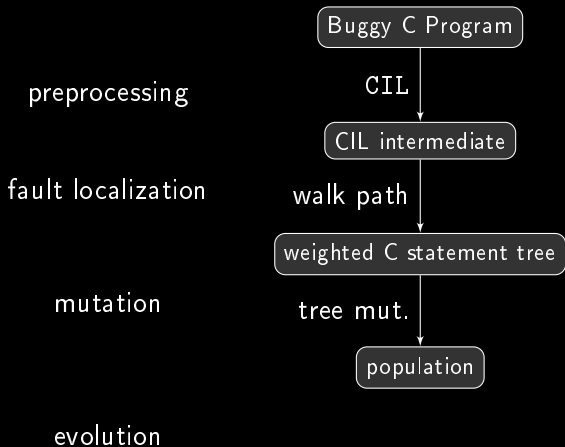 Buggy C Program
preprocessing
CIL
CIL intermediate
fault localization
walk path
weighted C statement tree
mutation
tree mut.
population
evolution